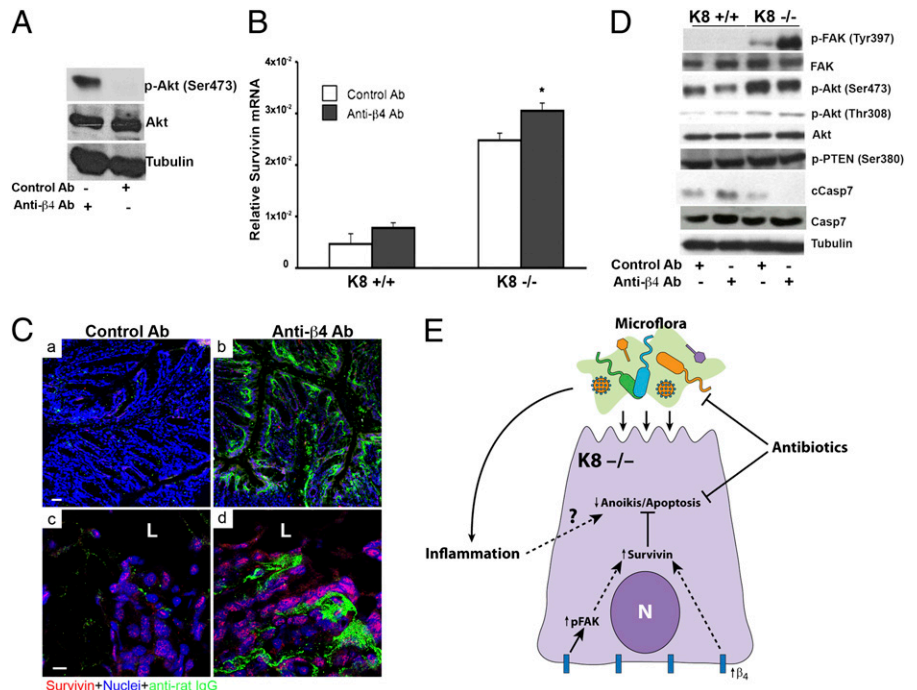 A
p-Akt (Ser473)
Akt
Tubulin
Control Ab - +
Anti-β4 Ab + -
B
Relative Survivin mRNA
4x10⁻²
3x10⁻²
2x10⁻²
1x10⁻²
0
Control Ab
Anti-β4 Ab
*
K8 +/+ K8 -/-
D
K8 +/+ K8 -/-
p-FAK (Tyr397)
FAK
p-Akt (Ser473)
p-Akt (Thr308)
Akt
p-PTEN (Ser380)
cCasp7
Casp7
Tubulin
Control Ab + - + -
Anti-β4 Ab - + - +
C
Control Ab Anti-β4 Ab
a b
c L d L
Survivin+Nuclei+anti-rat IgG
E
Microflora
Antibiotics
K8 –/–
↓Anoikis/Apoptosis
?
Inflammation
↑Survivin
N
↑pFAK
↑β4